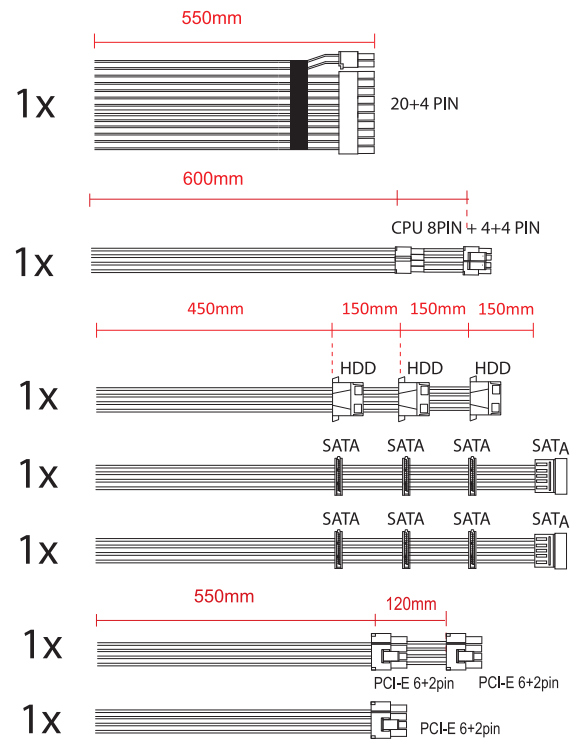 550mm
1x
20+4 PIN
600mm
CPU 8PIN + 4+4 PIN
1x
450mm 150mm 150mm 150mm
HDD HDD HDD
1x
SATA SATA SATA SATA
1x
SATA SATA SATA SATA
1x
550mm 120mm
1x
PCI-E 6+2pin PCI-E 6+2pin
1x
PCI-E 6+2pin